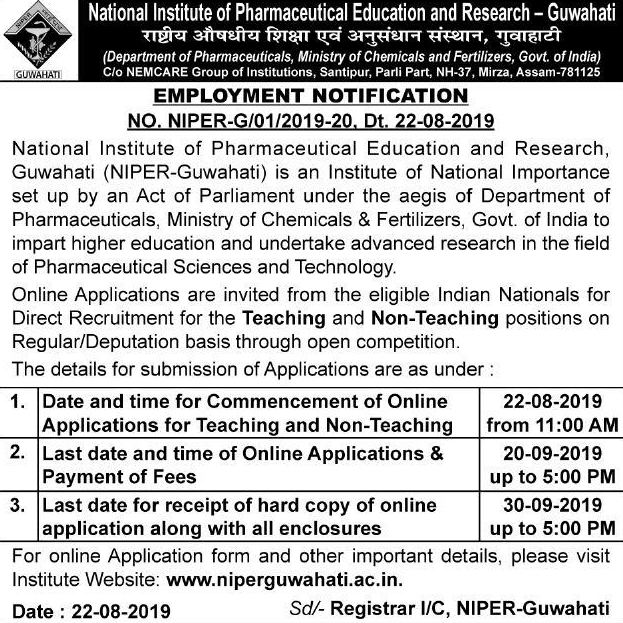 National Institute of Pharmaceutical Education and Research – Guwahati
राष्ट्रीय औषधीय शिक्षा एवं अनुसंधान संस्थान, गुवाहाटी
(Department of Pharmaceuticals, Ministry of Chemicals and Fertilizers, Govt. of India)
C/o NEMCARE Group of Institutions, Santipur, Parli Part, NH-37, Mirza, Assam-781125
GUWAHATI
EMPLOYMENT NOTIFICATION
NO. NIPER-G/01/2019-20, Dt. 22-08-2019
National Institute of Pharmaceutical Education and Research,
Guwahati (NIPER-Guwahati) is an Institute of National Importance
set up by an Act of Parliament under the aegis of Department of
Pharmaceuticals, Ministry of Chemicals & Fertilizers, Govt. of India to
impart higher education and undertake advanced research in the field
of Pharmaceutical Sciences and Technology.
Online Applications are invited from the eligible Indian Nationals for
Direct Recruitment for the Teaching and Non-Teaching positions on
Regular/Deputation basis through open competition.
The details for submission of Applications are as under :
1. Date and time for Commencement of Online 22-08-2019
Applications for Teaching and Non-Teaching from 11:00 AM
2. Last date and time of Online Applications & 20-09-2019
Payment of Fees up to 5:00 PM
3. Last date for receipt of hard copy of online 30-09-2019
application along with all enclosures up to 5:00 PM
For online Application form and other important details, please visit
Institute Website: www.niperguwahati.ac.in.
Date : 22-08-2019 Sd/- Registrar I/C, NIPER-Guwahati